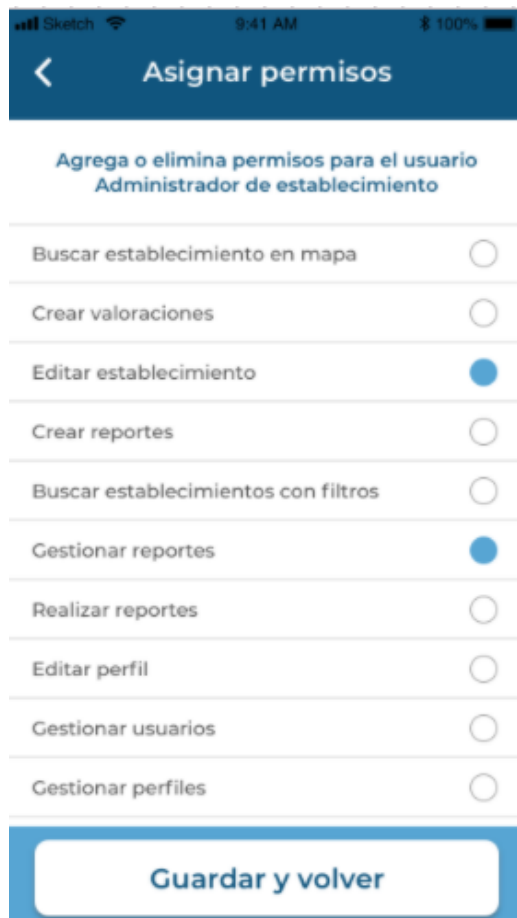 Sketch 9:41 AM 100%
Asignar permisos
Agrega o elimina permisos para el usuario
Administrador de establecimiento
Buscar establecimiento en mapa
Crear valoraciones
Editar establecimiento
Crear reportes
Buscar establecimientos con filtros
Gestionar reportes
Realizar reportes
Editar perfil
Gestionar usuarios
Gestionar perfiles
Guardar y volver